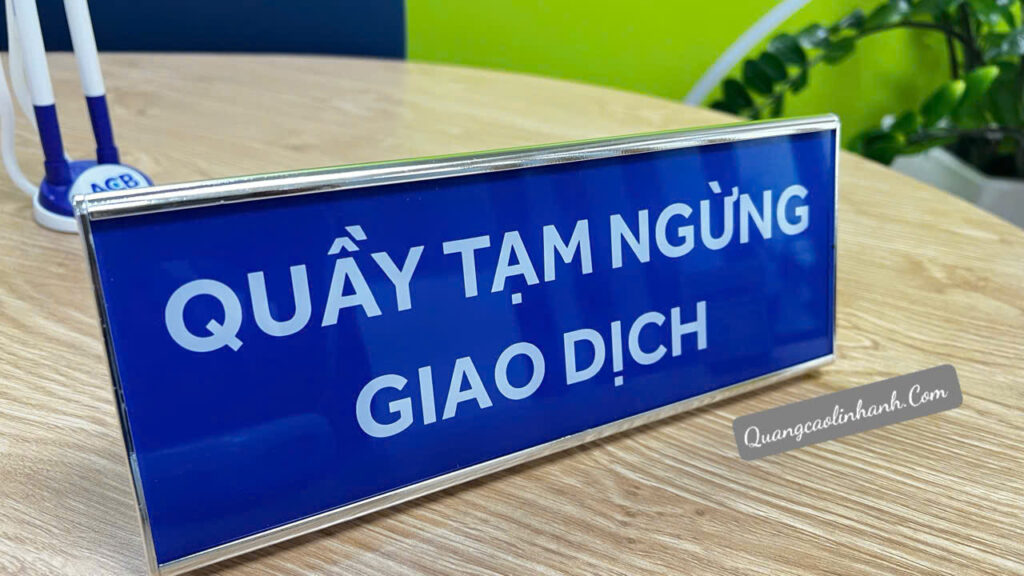 ACB
QUẦY TẠM NGỪNG
GIAO DỊCH
Quangcaolinhanh.Com